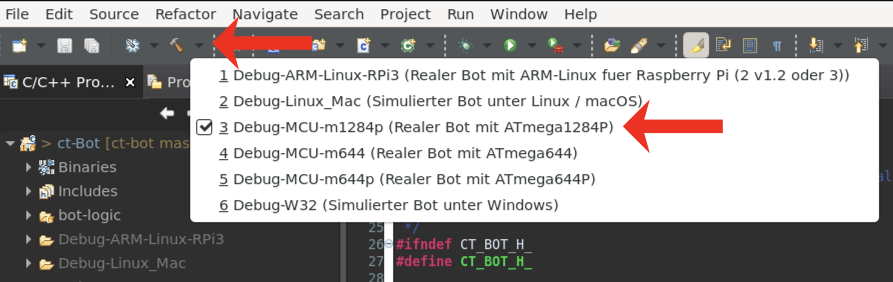 File Edit Source Refactor Navigate Search Project Run Window Help
C/C++ Pro...
Pro
1 Debug-ARM-Linux-RPi3 (Realer Bot mit ARM-Linux fuer Raspberry Pi (2 v1.2 oder 3))
2 Debug-Linux_Mac (Simulierter Bot unter Linux / macOS)
3 Debug-MCU-m1284p (Realer Bot mit ATmega1284P)
4 Debug-MCU-m644 (Realer Bot mit ATmega644)
5 Debug-MCU-m644p (Realer Bot mit ATmega644P)
6 Debug-W32 (Simulierter Bot unter Windows)
> ct-Bot [ct-bot mas
Binaries
Includes
bot-logic
Debug-ARM-Linux-RPi3
Debug-Linux_Mac
al
25 */
26 #ifndef CT_BOT_H_
27 #define CT_BOT_H_
28